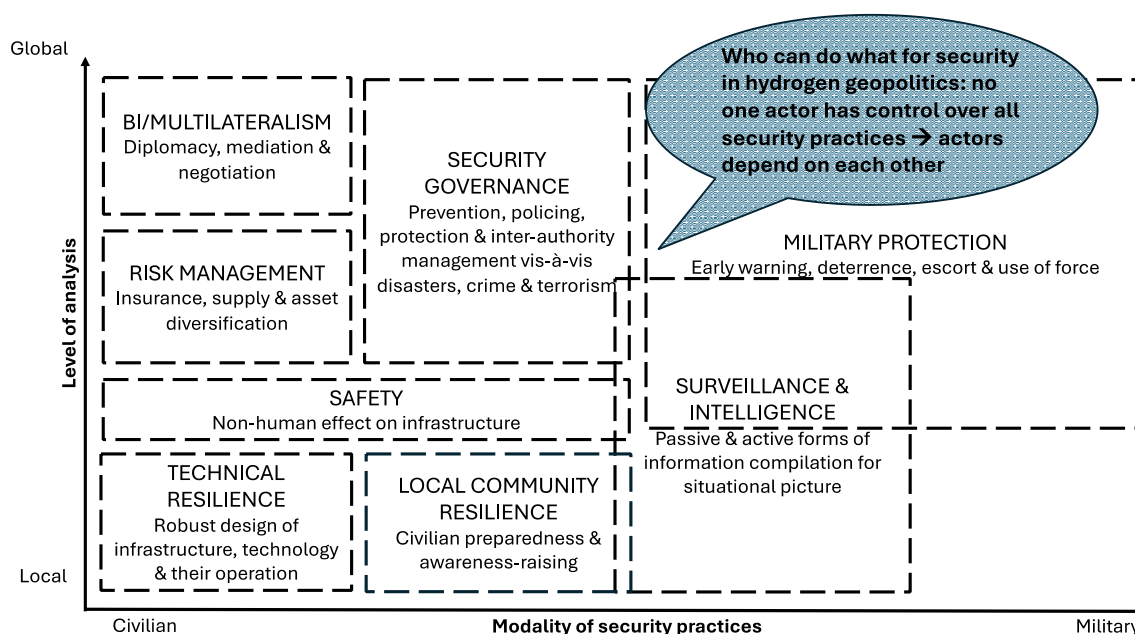 Global
Level of analysis
Local
BI/MULTILATERALISM
Diplomacy, mediation &
negotiation
RISK MANAGEMENT
Insurance, supply & asset
diversification
SECURITY
GOVERNANCE
Prevention, policing,
protection & inter-authority
management vis-à-vis
disasters, crime & terrorism
Who can do what for security
in hydrogen geopolitics: no
one actor has control over all
security practices → actors
depend on each other
MILITARY PROTECTION
Early warning, deterrence, escort & use of force
SAFETY
Non-human effect on infrastructure
SURVEILLANCE &
INTELLIGENCE
Passive & active forms of
information compilation for
situational picture
TECHNICAL
RESILIENCE
Robust design of
infrastructure, technology
& their operation
LOCAL COMMUNITY
RESILIENCE
Civilian preparedness &
awareness-raising
Civilian
Modality of security practices
Military